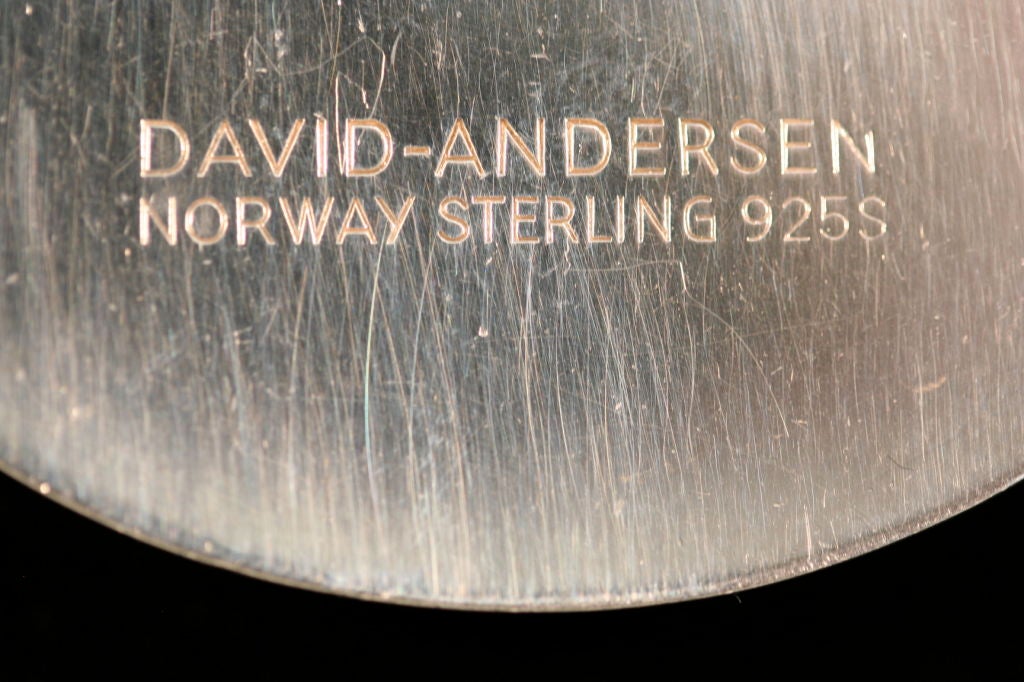 DAVID-ANDERSEN
NORWAY STERLING 925S